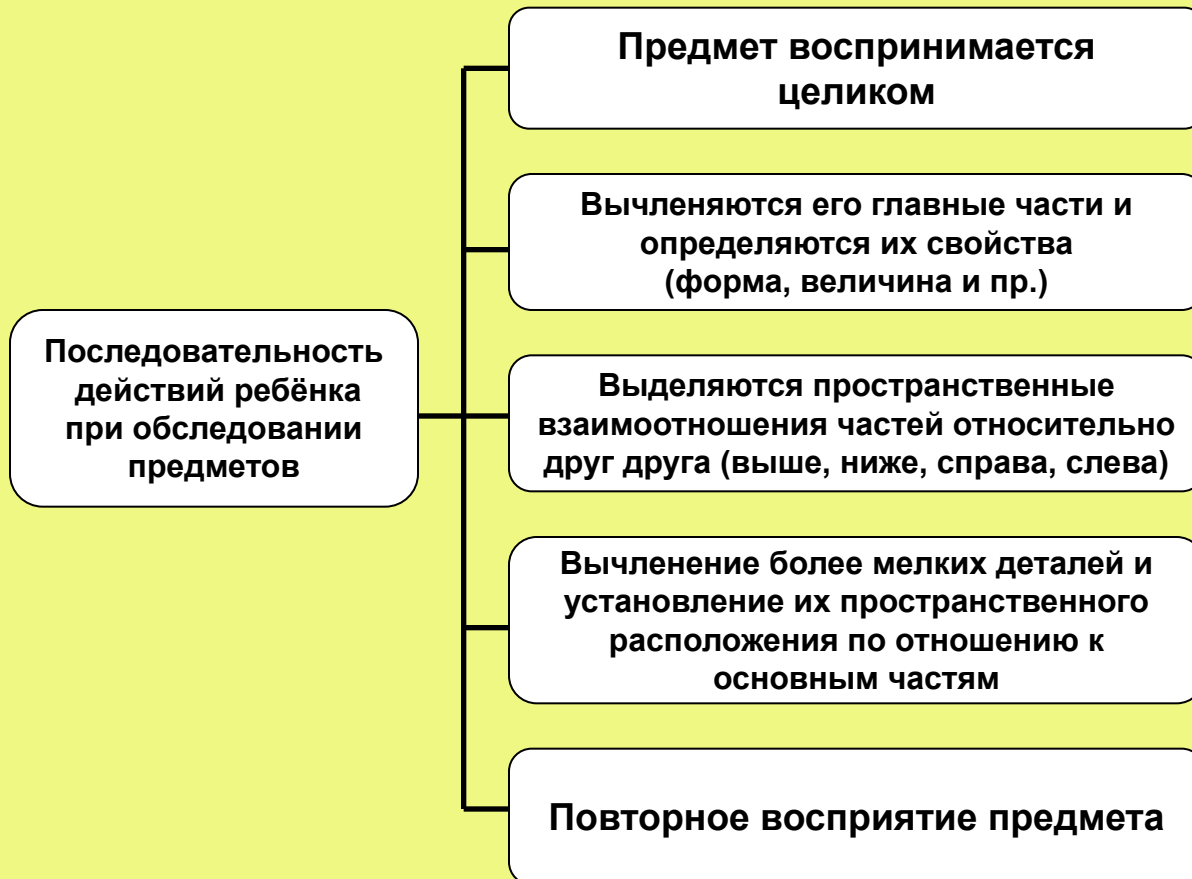 Предмет воспринимается
целиком
Вычленяются его главные части и
определяются их свойства
(форма, величина и пр.)
Последовательность
действий ребёнка
при обследовании
предметов
Выделяются пространственные
взаимоотношения частей относительно
друг друга (выше, ниже, справа, слева)
Вычленение более мелких деталей и
установление их пространственного
расположения по отношению к
основным частям
Повторное восприятие предмета